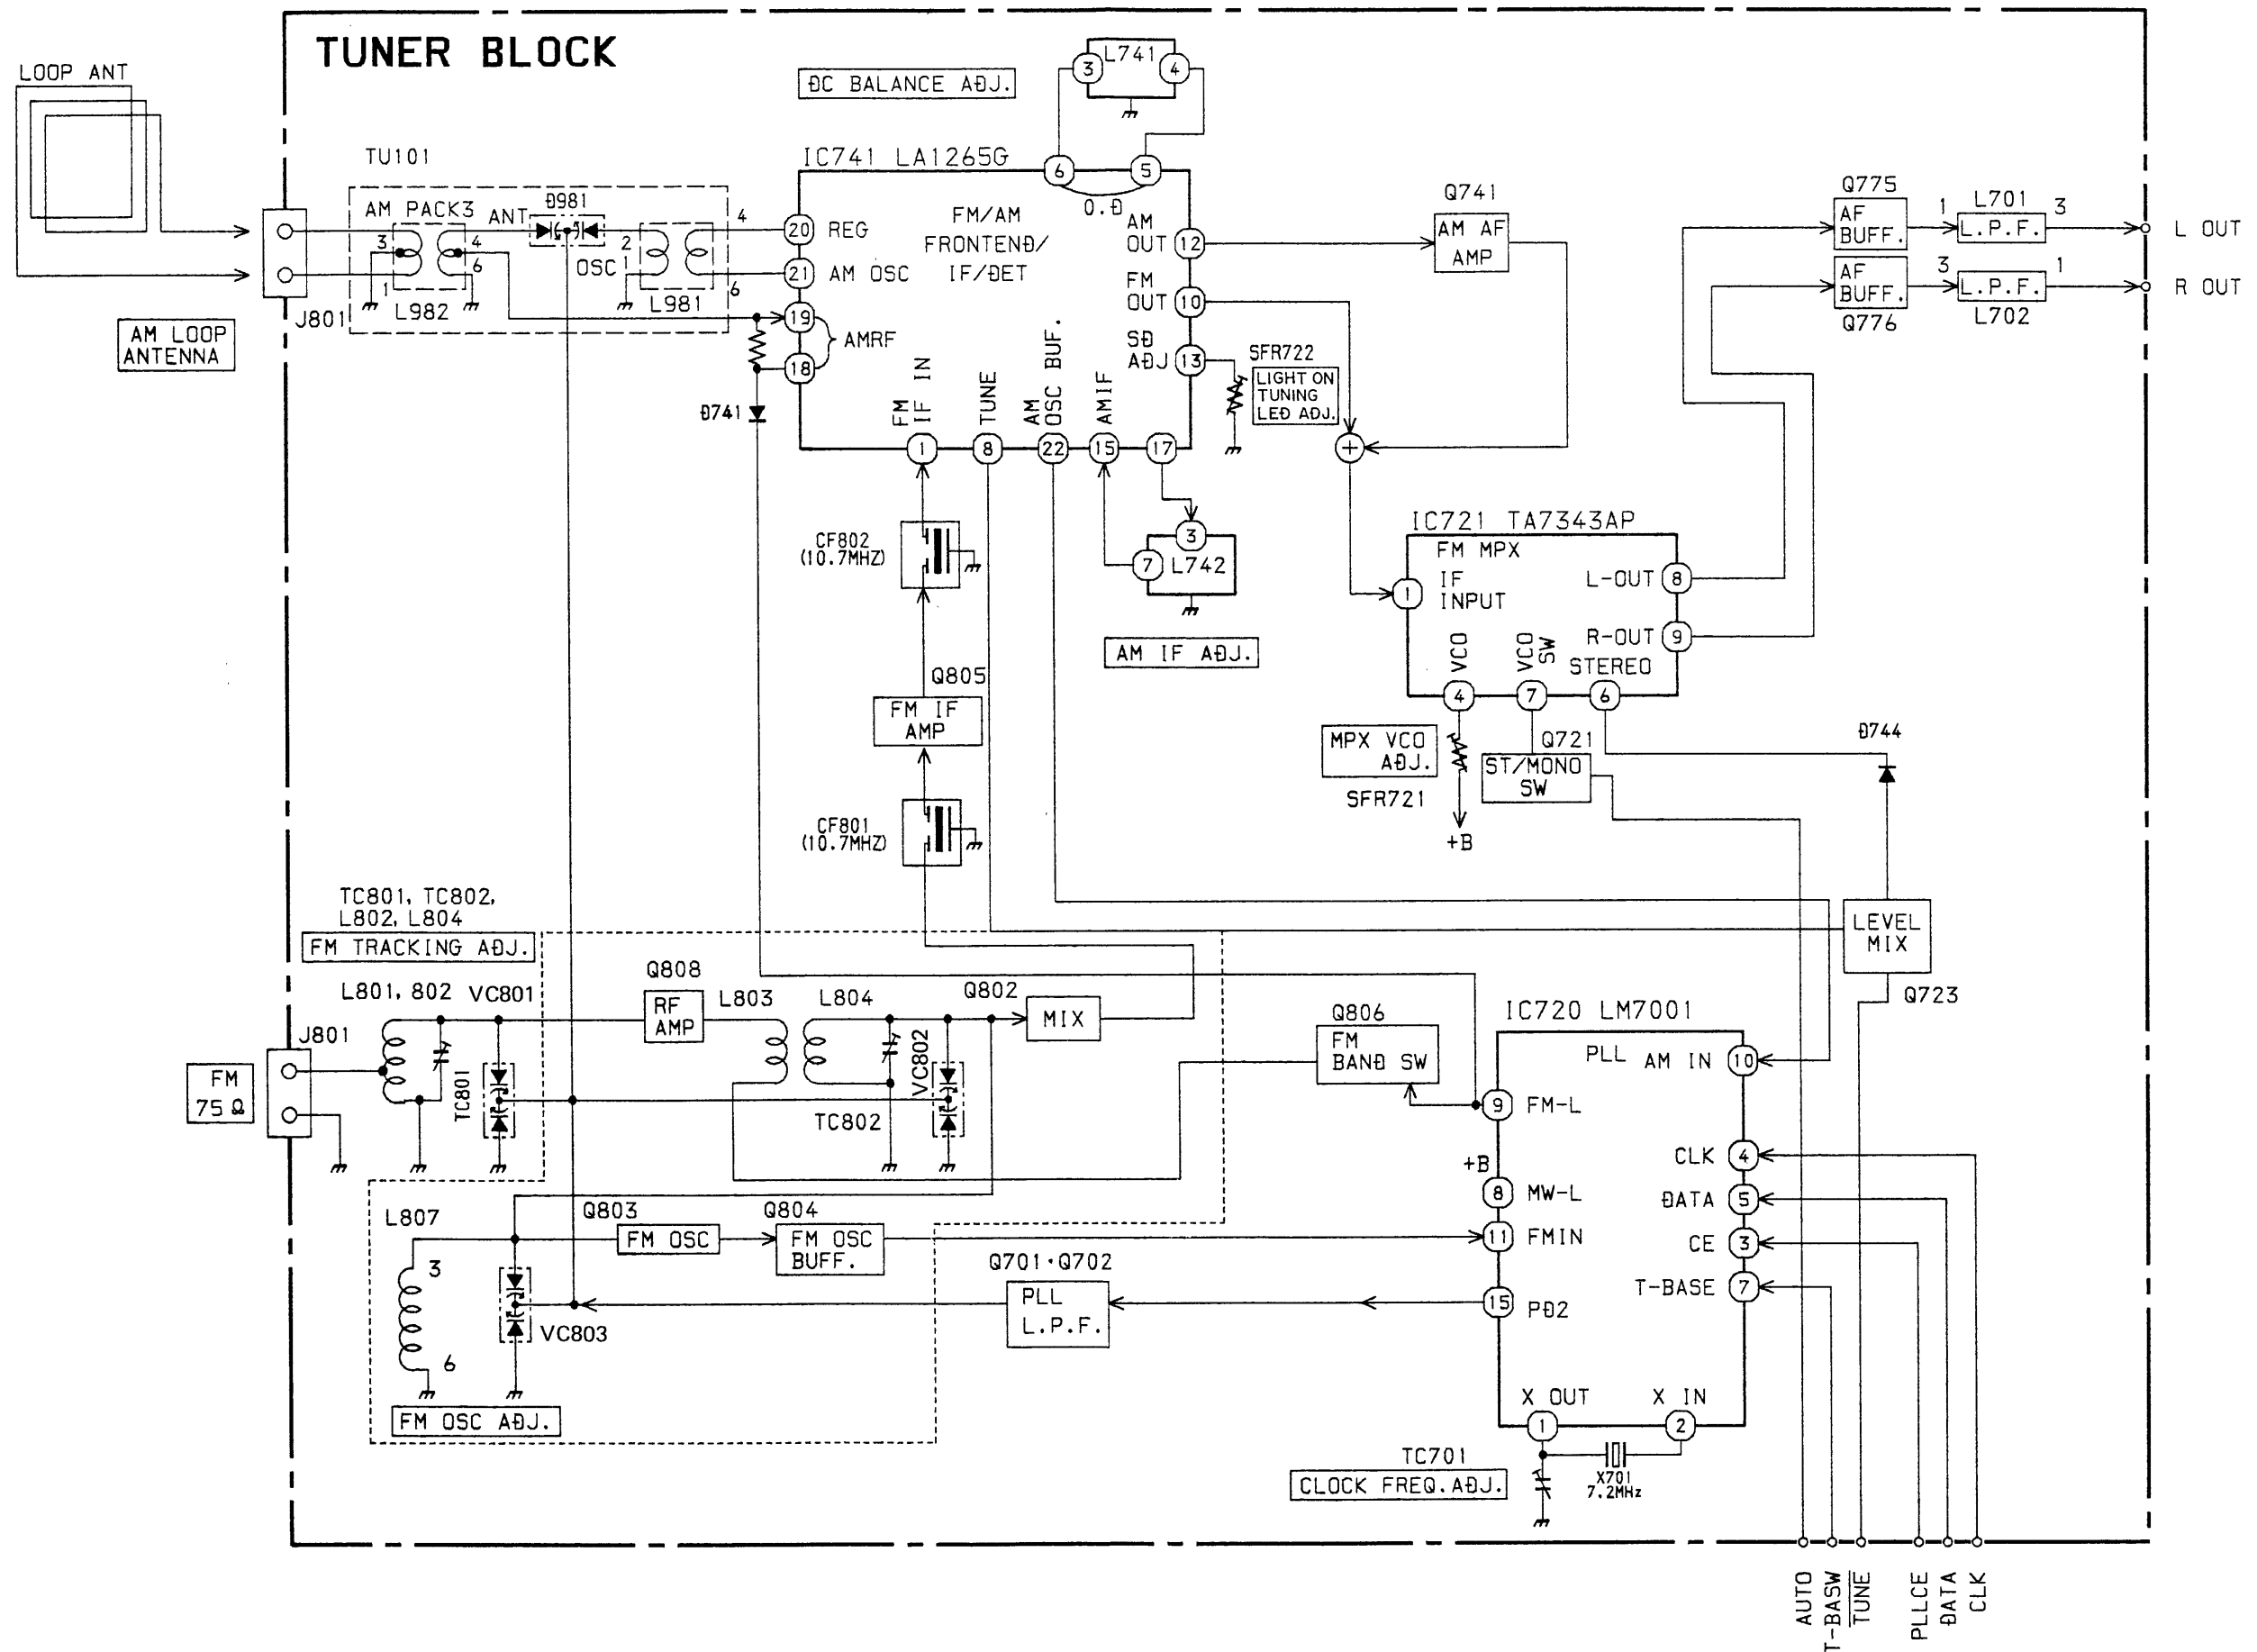 TUNER BLOCK
LOOP ANT
AM LOOP
ANTENNA
J801
TU101
AM PACK3
ANT
D981
OSC
3
1
4
6
2
1
4
6
L982
L981
DC BALANCE ADJ.
L741
3
4
IC741 LA1265G
6
5
O.D
20
REG
21
AM OSC
19
18
AMRF
FM/AM
FRONTEND/
IF/DET
AM
OUT
12
FM
OUT
10
SD
ADJ
13
FM
IF IN
1
TUNE
8
AM
OSC BUF.
22
AMIF
15
17
D741
SFR722
LIGHT ON
TUNING
LED ADJ.
Q741
AM AF
AMP
+
Q775
AF
BUFF.
1
L701
L.P.F.
3
L OUT
AF
BUFF.
Q776
3
L.P.F.
L702
1
R OUT
CF802
(10.7MHZ)
3
7
L742
AM IF ADJ.
Q805
FM IF
AMP
CF801
(10.7MHZ)
IC721 TA7343AP
FM MPX
1
IF
INPUT
L-OUT
8
R-OUT
9
VCO
4
VCO
SW
7
STEREO
6
MPX VCO
ADJ.
SFR721
+B
Q721
ST/MONO
SW
D744
LEVEL
MIX
Q723
TC801, TC802,
L802, L804
FM TRACKING ADJ.
L801, 802
VC801
J801
FM
75 Ω
TC801
Q808
RF
AMP
L803
L804
TC802
VC802
Q802
MIX
Q806
FM
BAND SW
L807
3
6
VC803
FM OSC ADJ.
Q803
FM OSC
Q804
FM OSC
BUFF.
Q701·Q702
PLL
L.P.F.
IC720 LM7001
PLL
AM IN
10
9
FM-L
+B
8
MW-L
11
FMIN
15
PD2
CLK
4
DATA
5
CE
3
T-BASE
7
X OUT
1
X IN
2
TC701
CLOCK FREQ.ADJ.
X701
7.2MHz
AUTO
T-BASW
TUNE
PLLCE
DATA
CLK